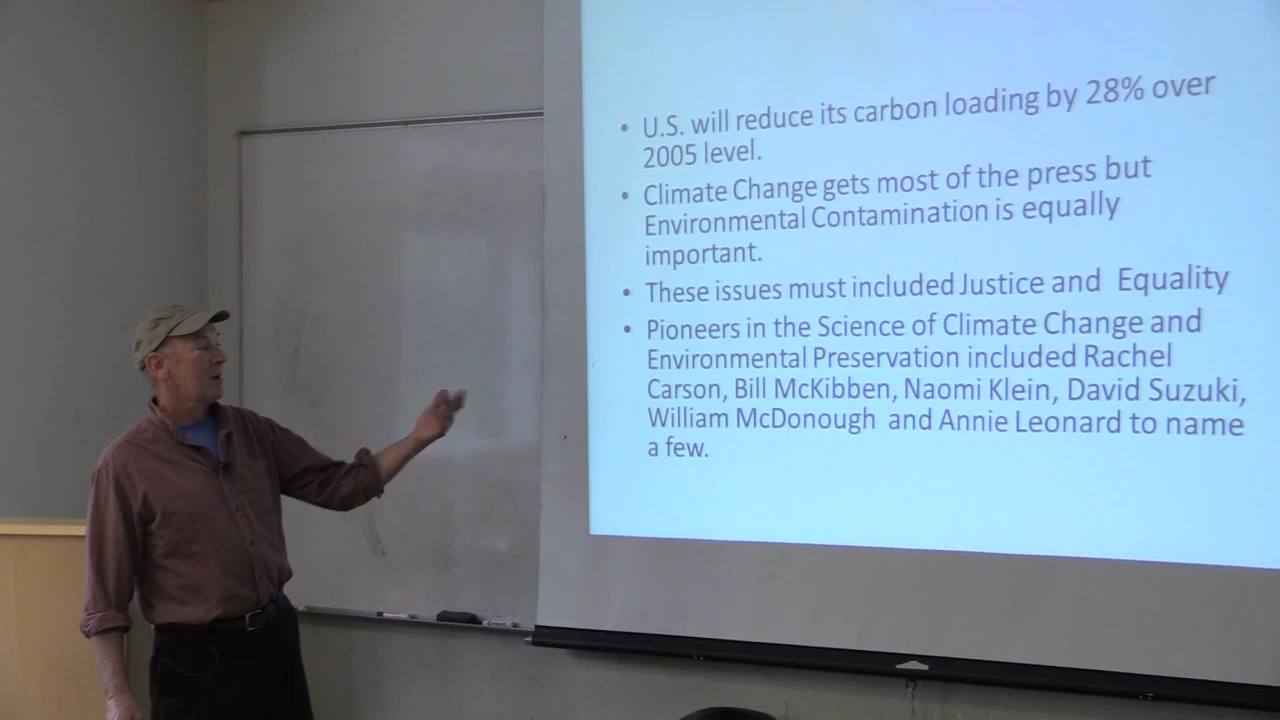 • U.S. will reduce its carbon loading by 28% over
2005 level.
• Climate Change gets most of the press but
Environmental Contamination is equally
important.
• These issues must included Justice and Equality
• Pioneers in the Science of Climate Change and
Environmental Preservation included Rachel
Carson, Bill McKibben, Naomi Klein, David Suzuki,
William McDonough and Annie Leonard to name
a few.